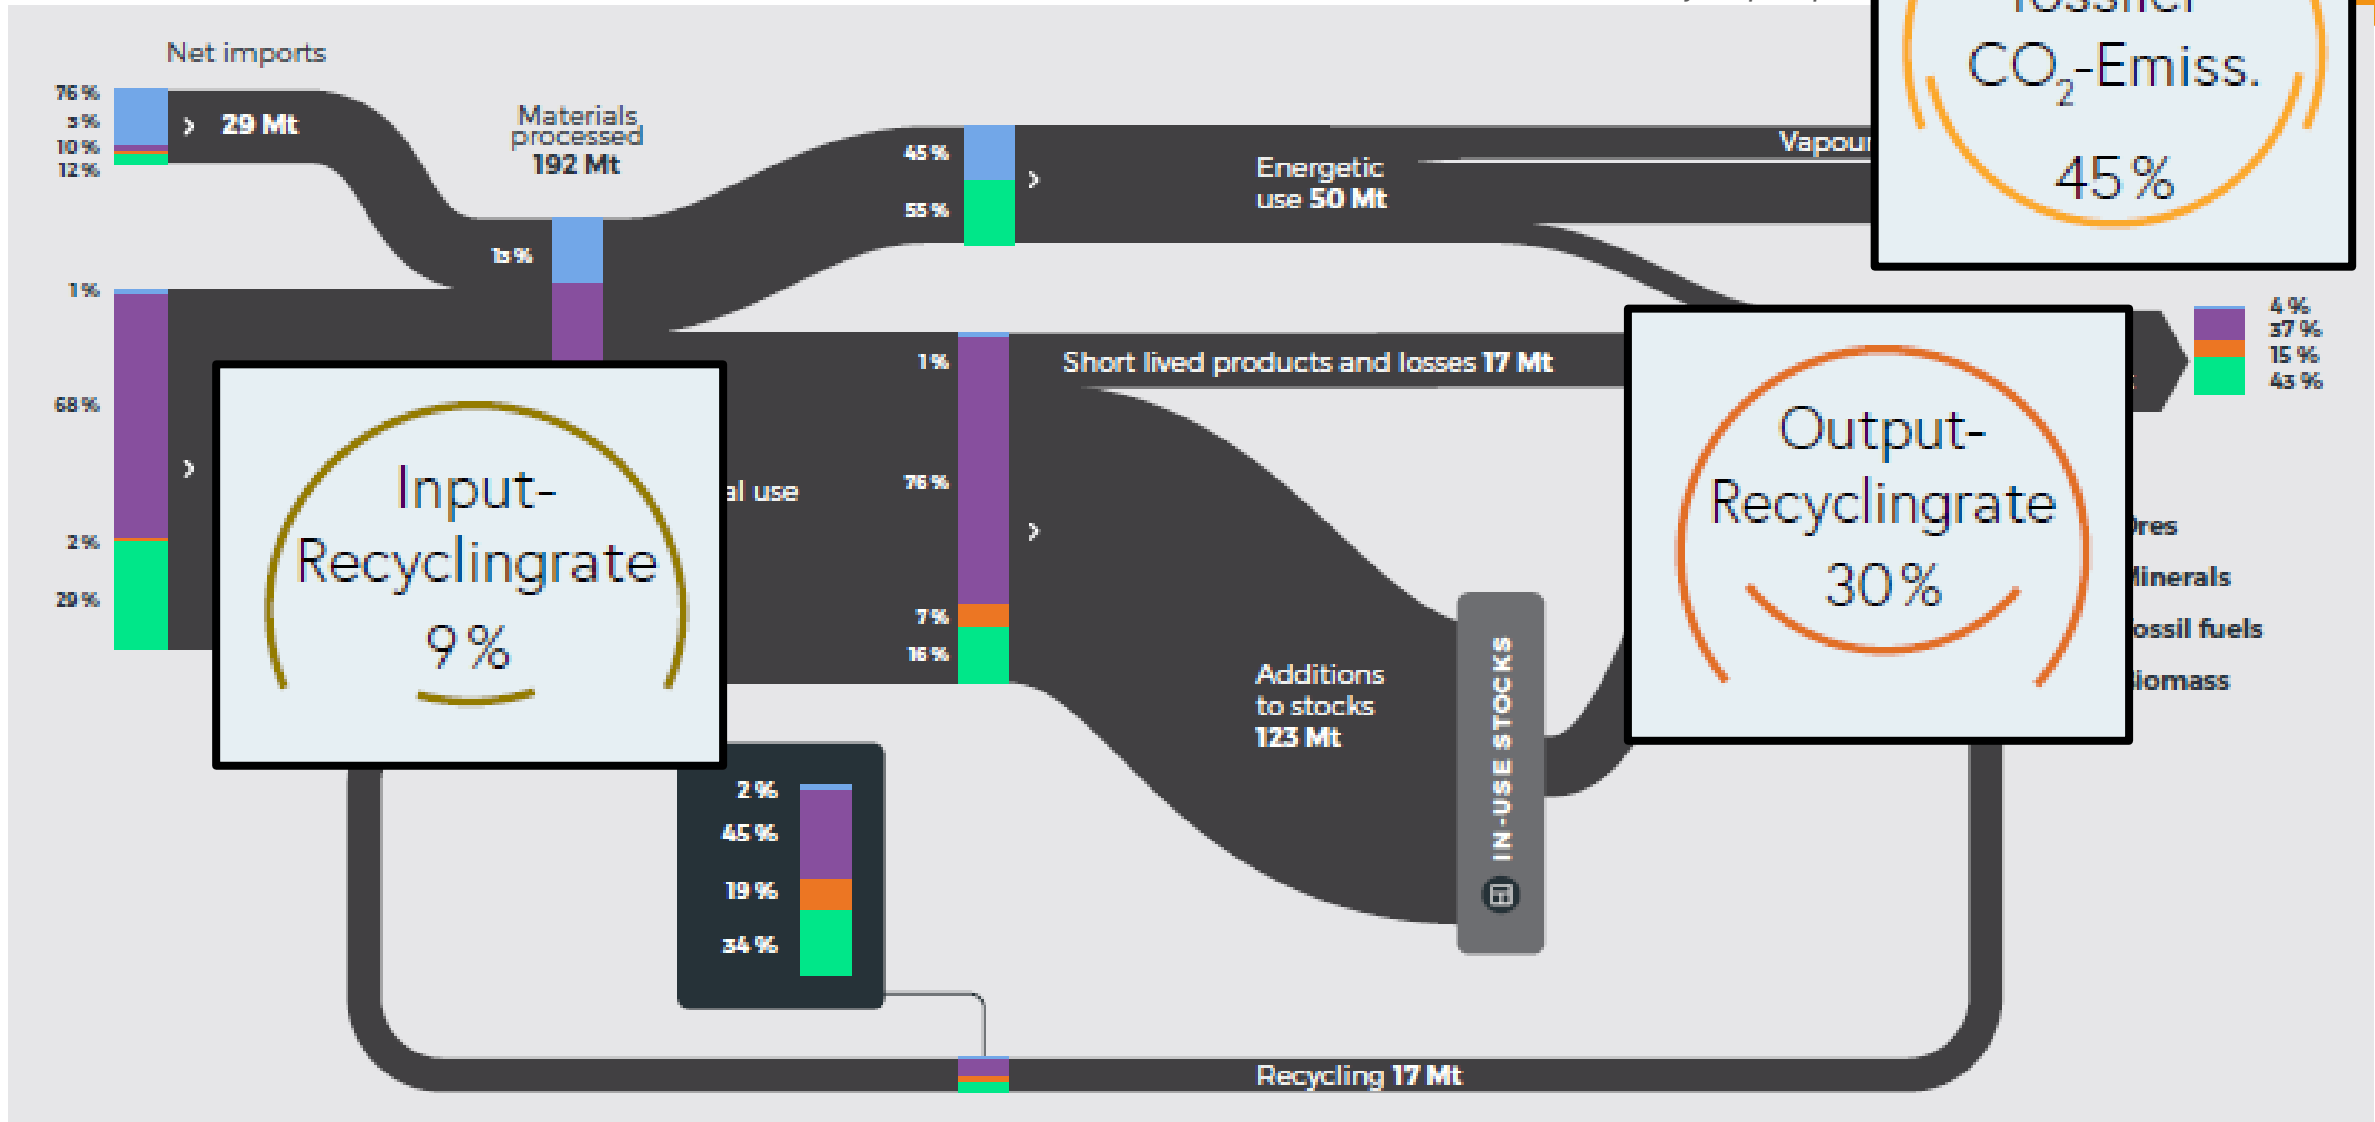 Net imports
76 %
3 %
10 %
12 %
29 Mt
Materials
processed
192 Mt
13 %
45 %
55 %
Energetic
use 50 Mt
Vapour
CO2-Emiss.
45 %
1 %
68 %
2 %
29 %
Input-
Recyclingrate
9 %
al use
1 %
76 %
7 %
16 %
Short lived products and losses 17 Mt
Additions
to stocks
123 Mt
IN-USE STOCKS
Output-
Recyclingrate
30 %
4 %
37 %
15 %
43 %
Ores
Minerals
ossil fuels
iomass
2 %
45 %
19 %
34 %
Recycling 17 Mt